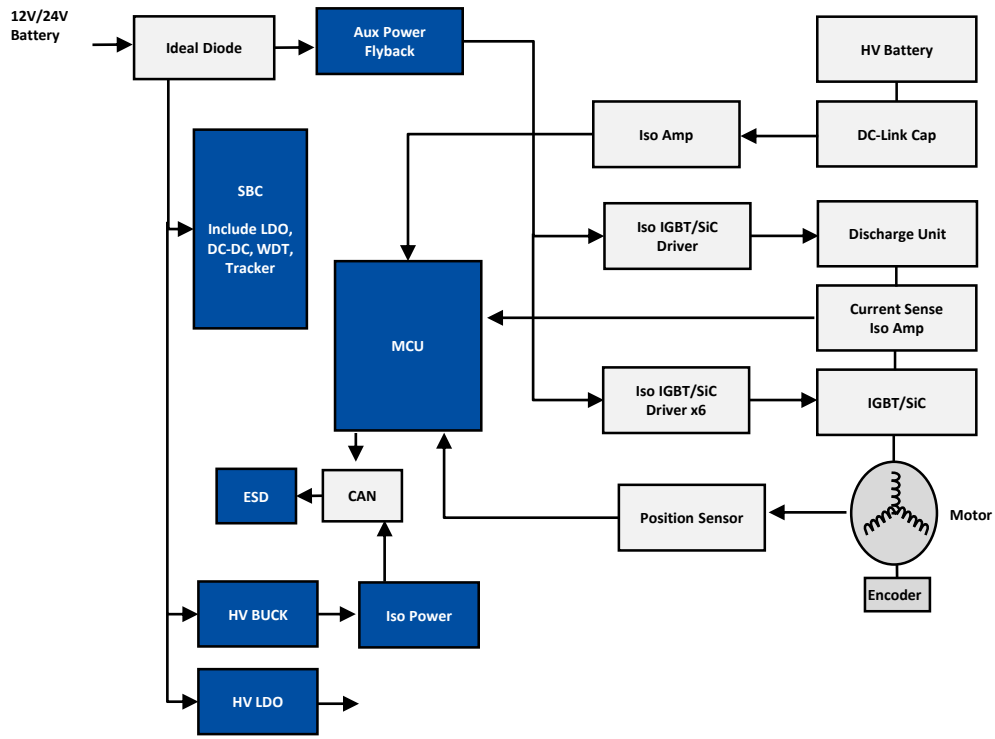 12V/24V
Battery
Ideal Diode
Aux Power
Flyback
HV Battery
Iso Amp
DC-Link Cap
SBC
Include LDO,
DC-DC, WDT,
Tracker
Iso IGBT/SiC
Driver
Discharge Unit
MCU
Current Sense
Iso Amp
Iso IGBT/SiC
Driver x6
IGBT/SiC
ESD
CAN
Position Sensor
Motor
Encoder
HV BUCK
Iso Power
HV LDO